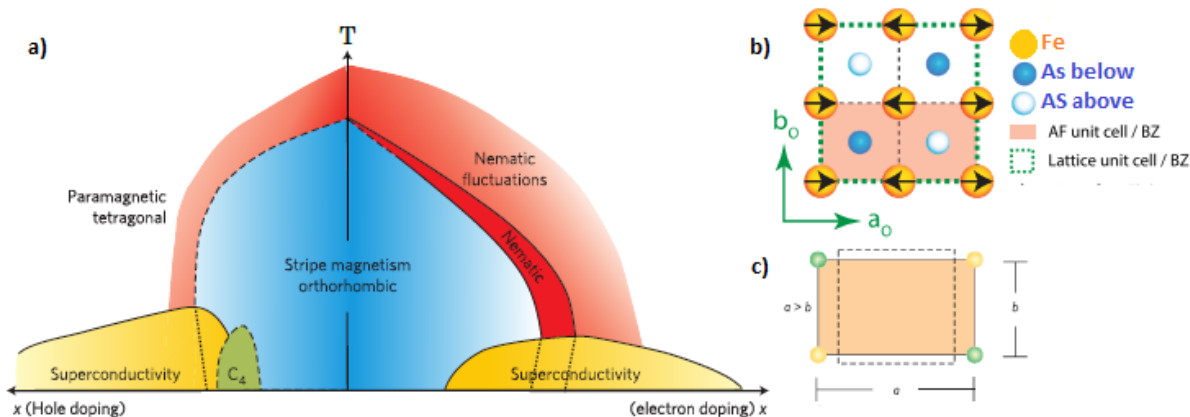 a)
T
Nematic
fluctuations
Paramagnetic
tetragonal
Nematic
Stripe magnetism
orthorhombic
Superconductivity
C4
Superconductivity
x (Hole doping)
(electron doping) x
b)
Fe
As below
AS above
AF unit cell / BZ
Lattice unit cell / BZ
bo
ao
c)
a > b
b
a